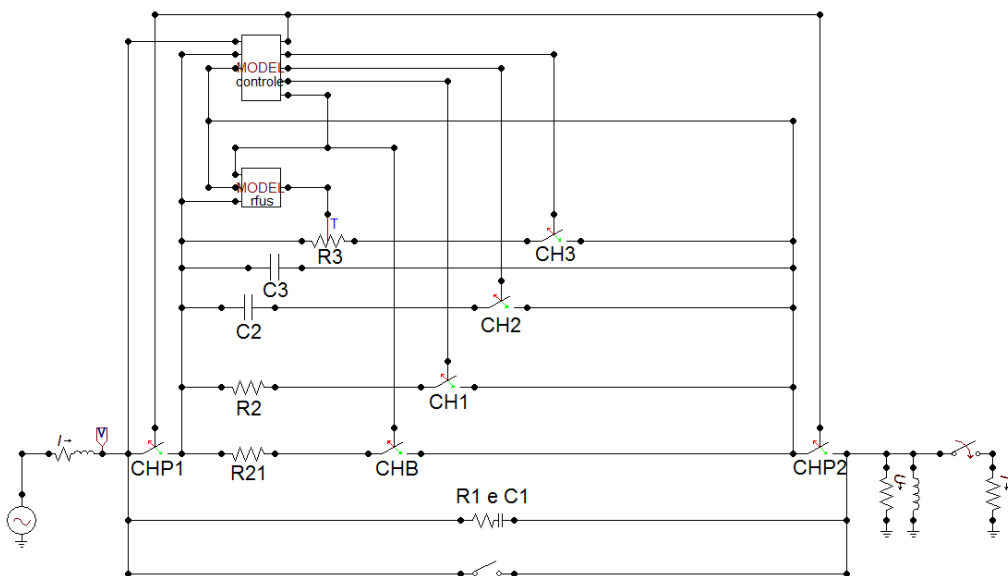 MODEL
controle
MODEL
rfus
T
R3
CH3
C3
C2
CH2
R2
CH1
I
V
CHP1
R21
CHB
CHP2
U
I
R1 e C1